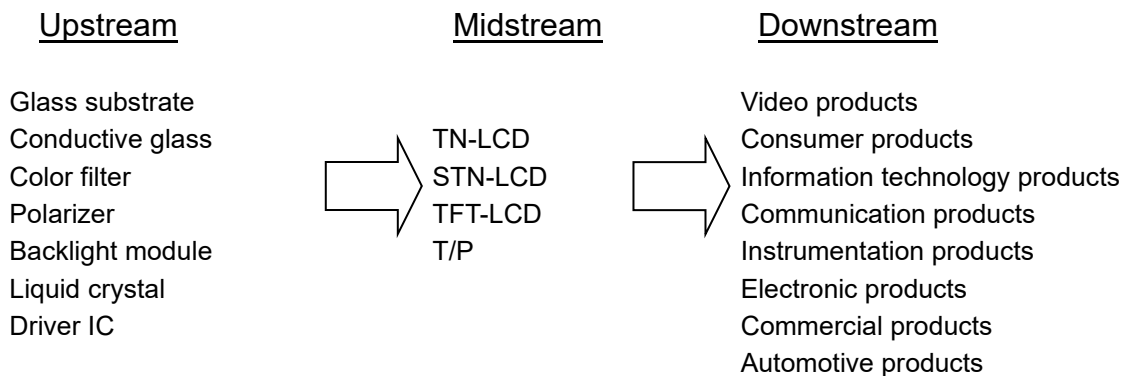 Upstream
Midstream
Downstream
Glass substrate
Conductive glass
Color filter
Polarizer
Backlight module
Liquid crystal
Driver IC
TN-LCD
STN-LCD
TFT-LCD
T/P
Video products
Consumer products
Information technology products
Communication products
Instrumentation products
Electronic products
Commercial products
Automotive products